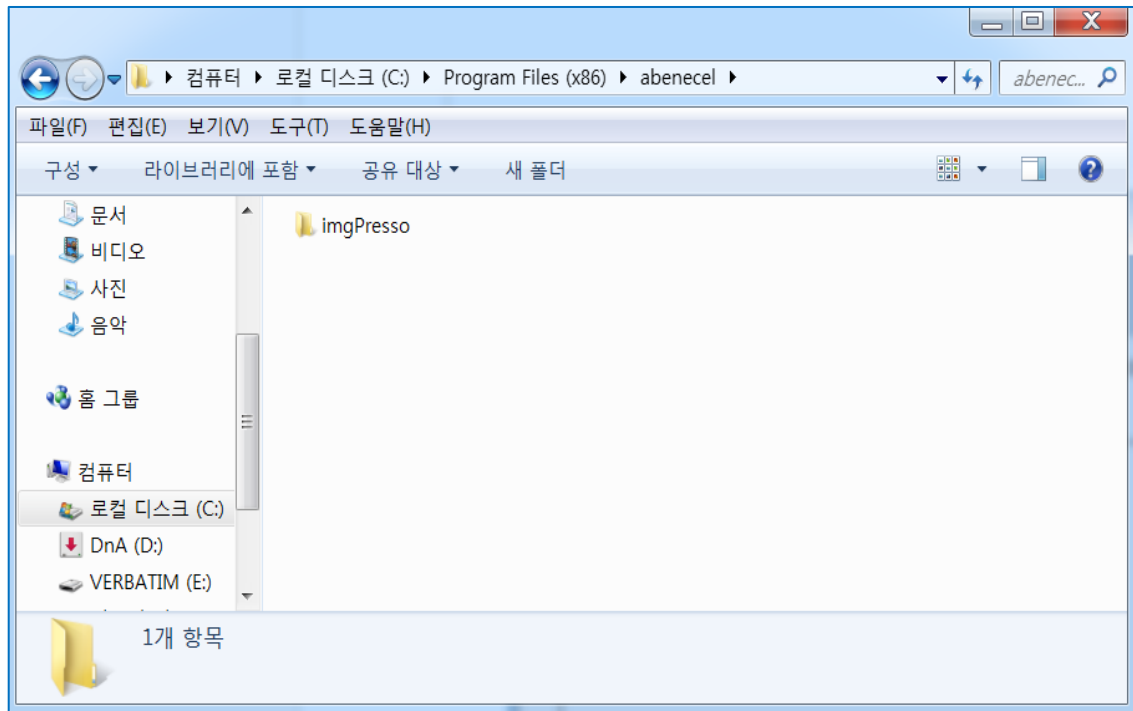 컴퓨터 로컬 디스크 (C:) Program Files (x86) abenecel abenec...
파일(F) 편집(E) 보기(V) 도구(T) 도움말(H)
구성 라이브러리에 포함 공유 대상 새 폴더
문서
imgPresso
비디오
사진
음악
홈 그룹
컴퓨터
로컬 디스크 (C:)
DnA (D:)
VERBATIM (E:)
1개 항목